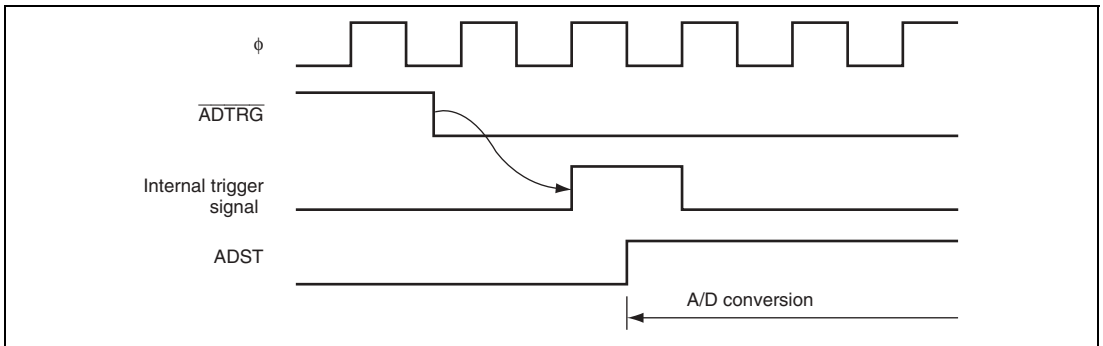 ϕ
ADTRG
Internal trigger
signal
ADST
A/D conversion